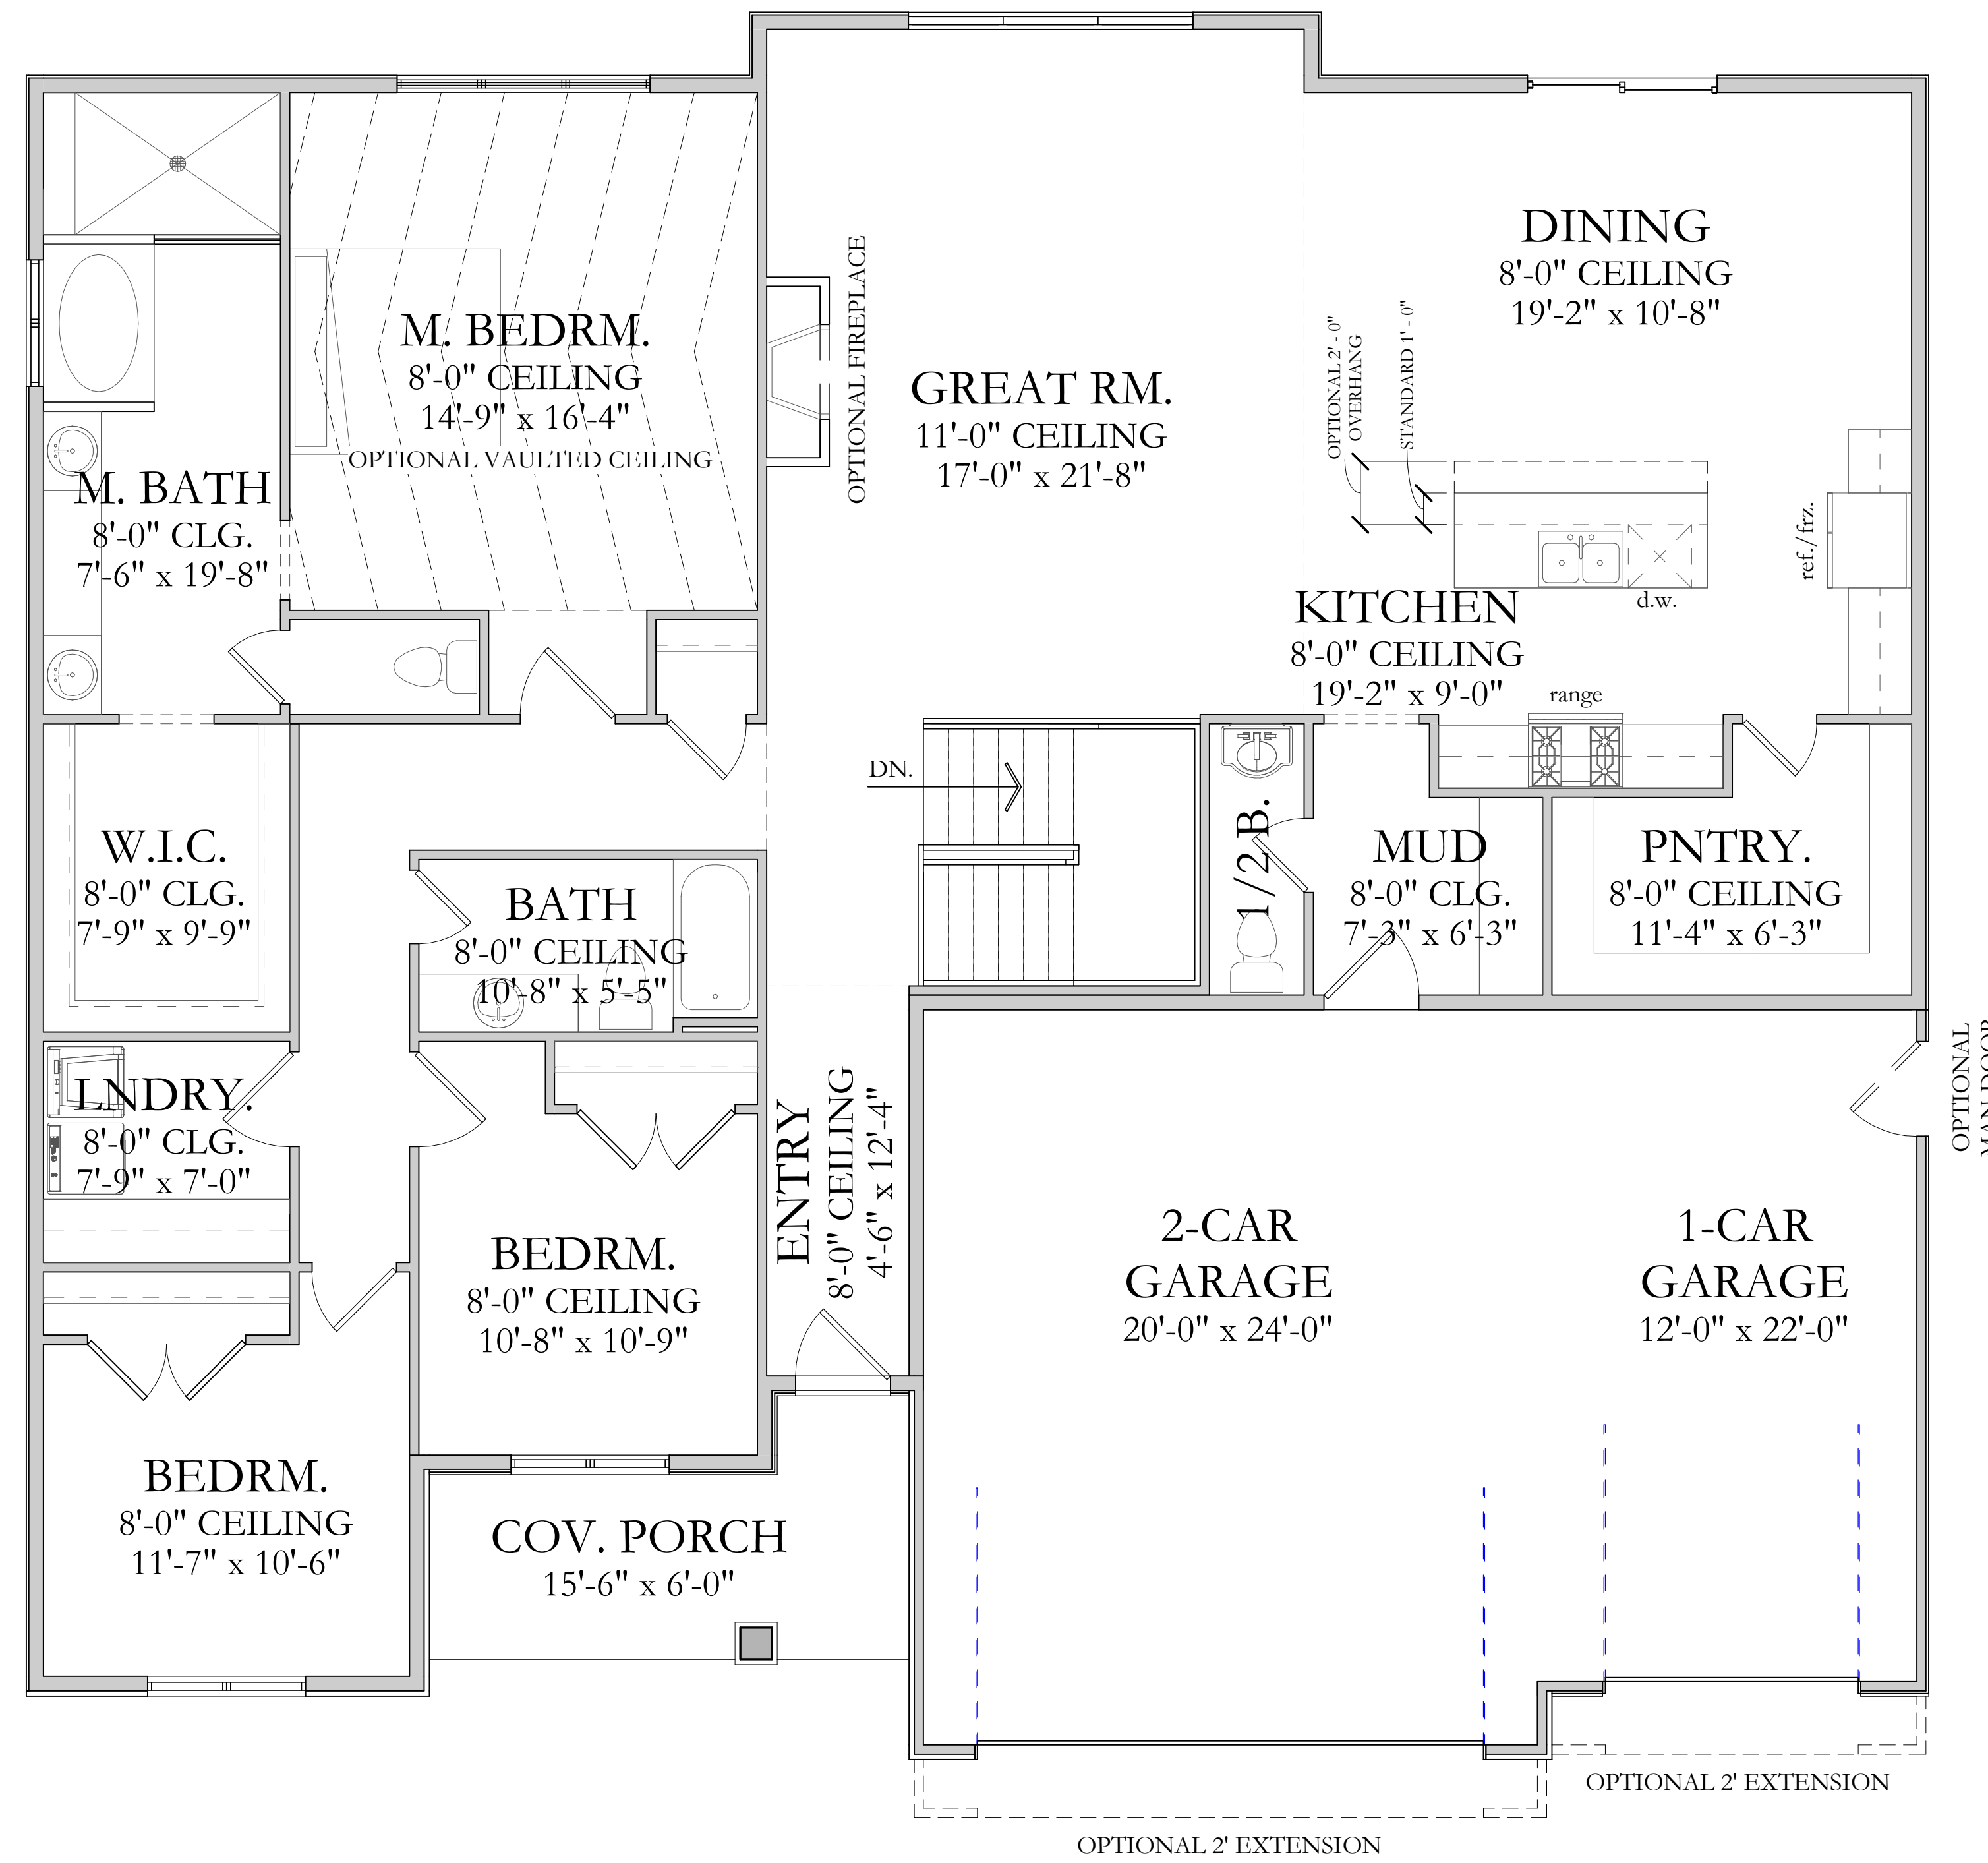 DINING
8'-0" CEILING
19'-2" x 10'-8"
M. BEDRM.
8'-0" CEILING
14'-9" x 16'-4"
OPTIONAL VAULTED CEILING
OPTIONAL FIREPLACE
GREAT RM.
11'-0" CEILING
17'-0" x 21'-8"
OPTIONAL 2' - 0"
OVERHANG
STANDARD 1' - 0"
M. BATH
8'-0" CLG.
7'-6" x 19'-8"
ref./frz.
d.w.
KITCHEN
8'-0" CEILING
19'-2" x 9'-0"
range
DN.
W.I.C.
8'-0" CLG.
7'-9" x 9'-9"
BATH
8'-0" CEILING
10'-8" x 5'-5"
1/2 B.
MUD
8'-0" CLG.
7'-3" x 6'-3"
PNTRY.
8'-0" CEILING
11'-4" x 6'-3"
LNDRY.
8'-0" CLG.
7'-9" x 7'-0"
ENTRY
8'-0" CEILING
4'-6" x 12'-4"
OPTIONAL
MAN DOOR
BEDRM.
8'-0" CEILING
10'-8" x 10'-9"
2-CAR
GARAGE
20'-0" x 24'-0"
1-CAR
GARAGE
12'-0" x 22'-0"
BEDRM.
8'-0" CEILING
11'-7" x 10'-6"
COV. PORCH
15'-6" x 6'-0"
OPTIONAL 2' EXTENSION
OPTIONAL 2' EXTENSION